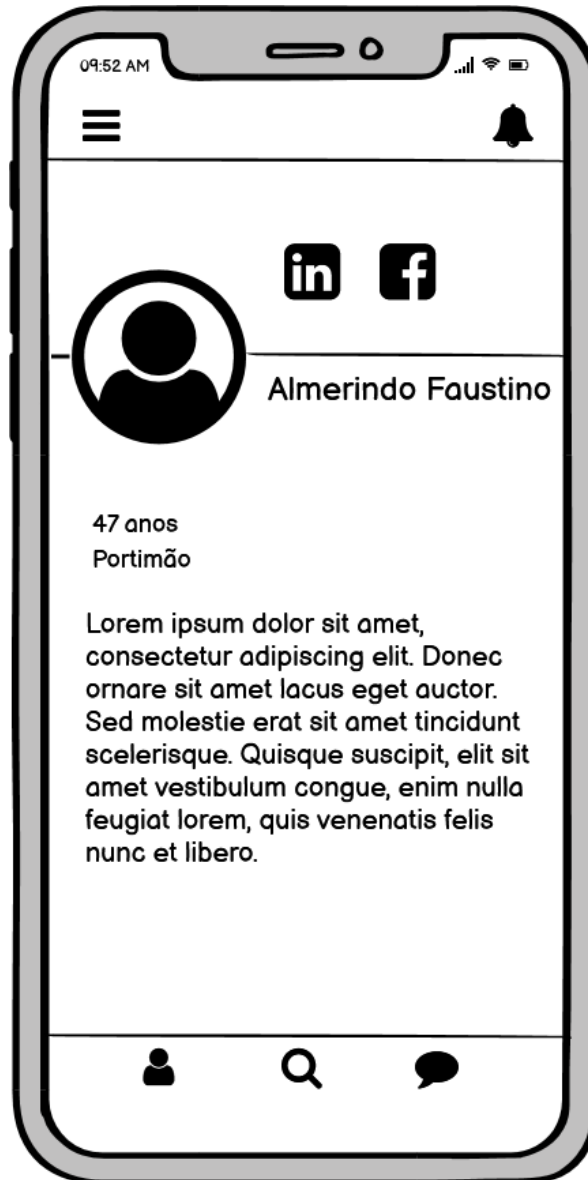 09:52 AM
in f
Almerindo Faustino
47 anos
Portimão
Lorem ipsum dolor sit amet,
consectetur adipiscing elit. Donec
ornare sit amet lacus eget auctor.
Sed molestie erat sit amet tincidunt
scelerisque. Quisque suscipit, elit sit
amet vestibulum congue, enim nulla
feugiat lorem, quis venenatis felis
nunc et libero.